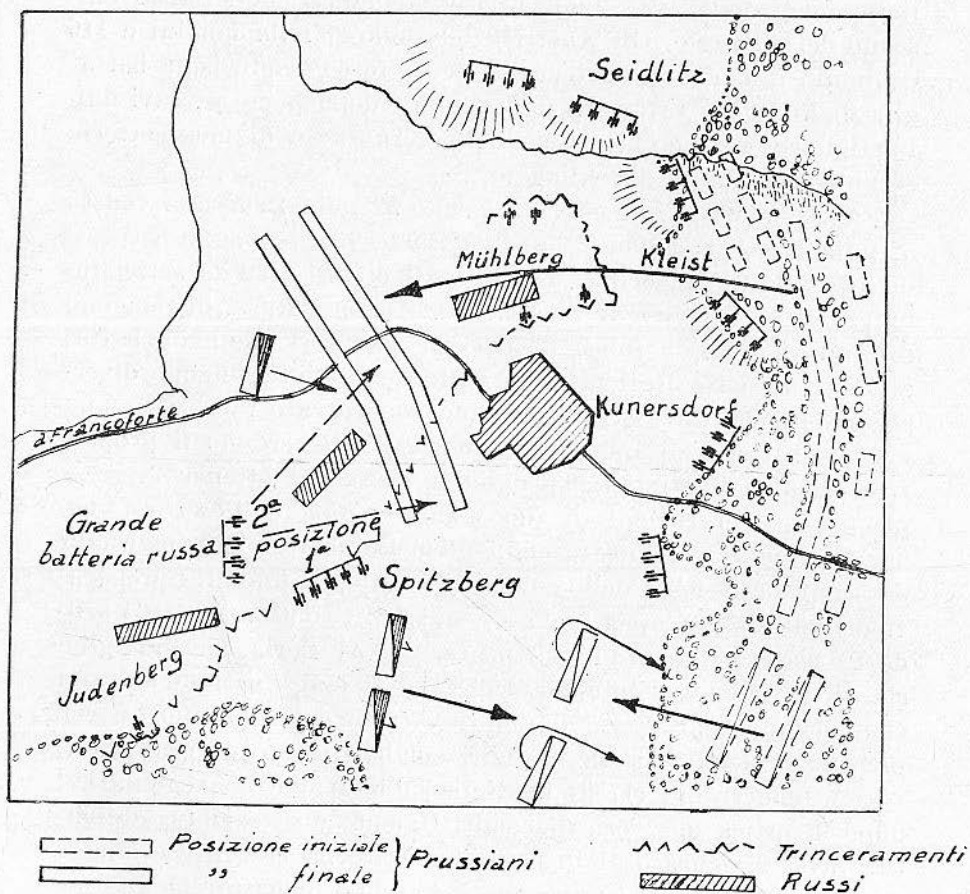 Seidlitz
Mühlberg
Kleist
a Francoforte
Kunersdorf
Grande
batteria russa
2ª
posizione
1ª
Spitzberg
Judenberg
Posizione iniziale
„ finale
Prussiani
Trinceramenti
Russi